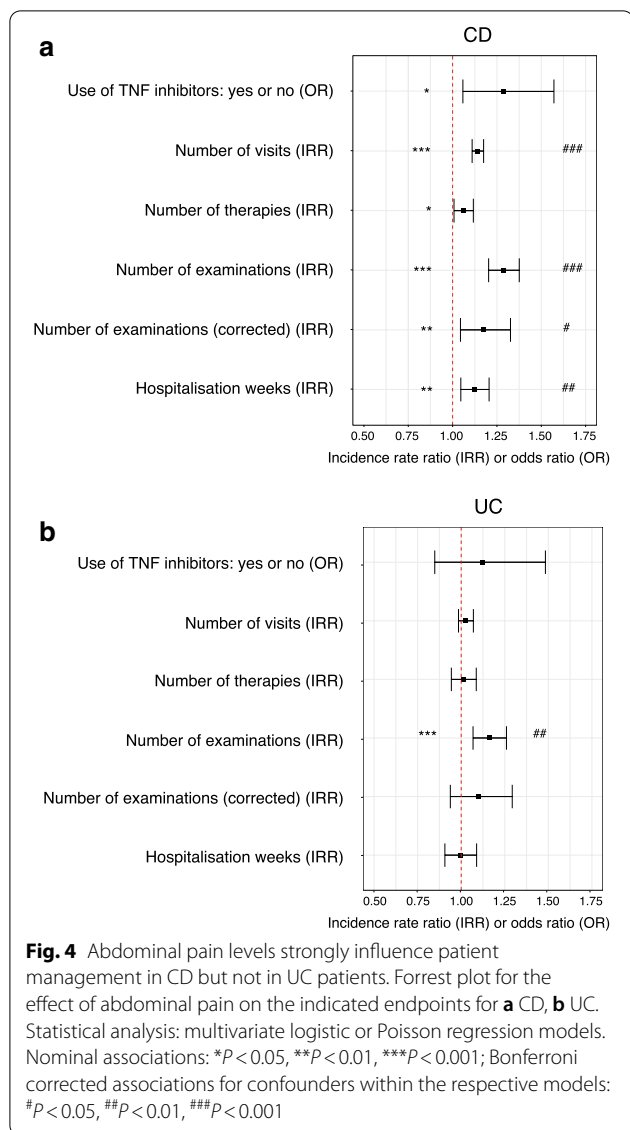 a
CD
Use of TNF inhibitors: yes or no (OR) *
Number of visits (IRR) *** ###
Number of therapies (IRR) *
Number of examinations (IRR) *** ###
Number of examinations (corrected) (IRR) ** #
Hospitalisation weeks (IRR) ** ##
0.50 0.75 1.00 1.25 1.50 1.75
Incidence rate ratio (IRR) or odds ratio (OR)
b
UC
Use of TNF inhibitors: yes or no (OR)
Number of visits (IRR)
Number of therapies (IRR)
Number of examinations (IRR) *** ##
Number of examinations (corrected) (IRR)
Hospitalisation weeks (IRR)
0.50 0.75 1.00 1.25 1.50 1.75
Incidence rate ratio (IRR) or odds ratio (OR)
Fig. 4 Abdominal pain levels strongly influence patient
management in CD but not in UC patients. Forrest plot for the
effect of abdominal pain on the indicated endpoints for a CD, b UC.
Statistical analysis: multivariate logistic or Poisson regression models.
Nominal associations: *P < 0.05, **P < 0.01, ***P < 0.001; Bonferroni
corrected associations for confounders within the respective models:
#P < 0.05, ##P < 0.01, ###P < 0.001